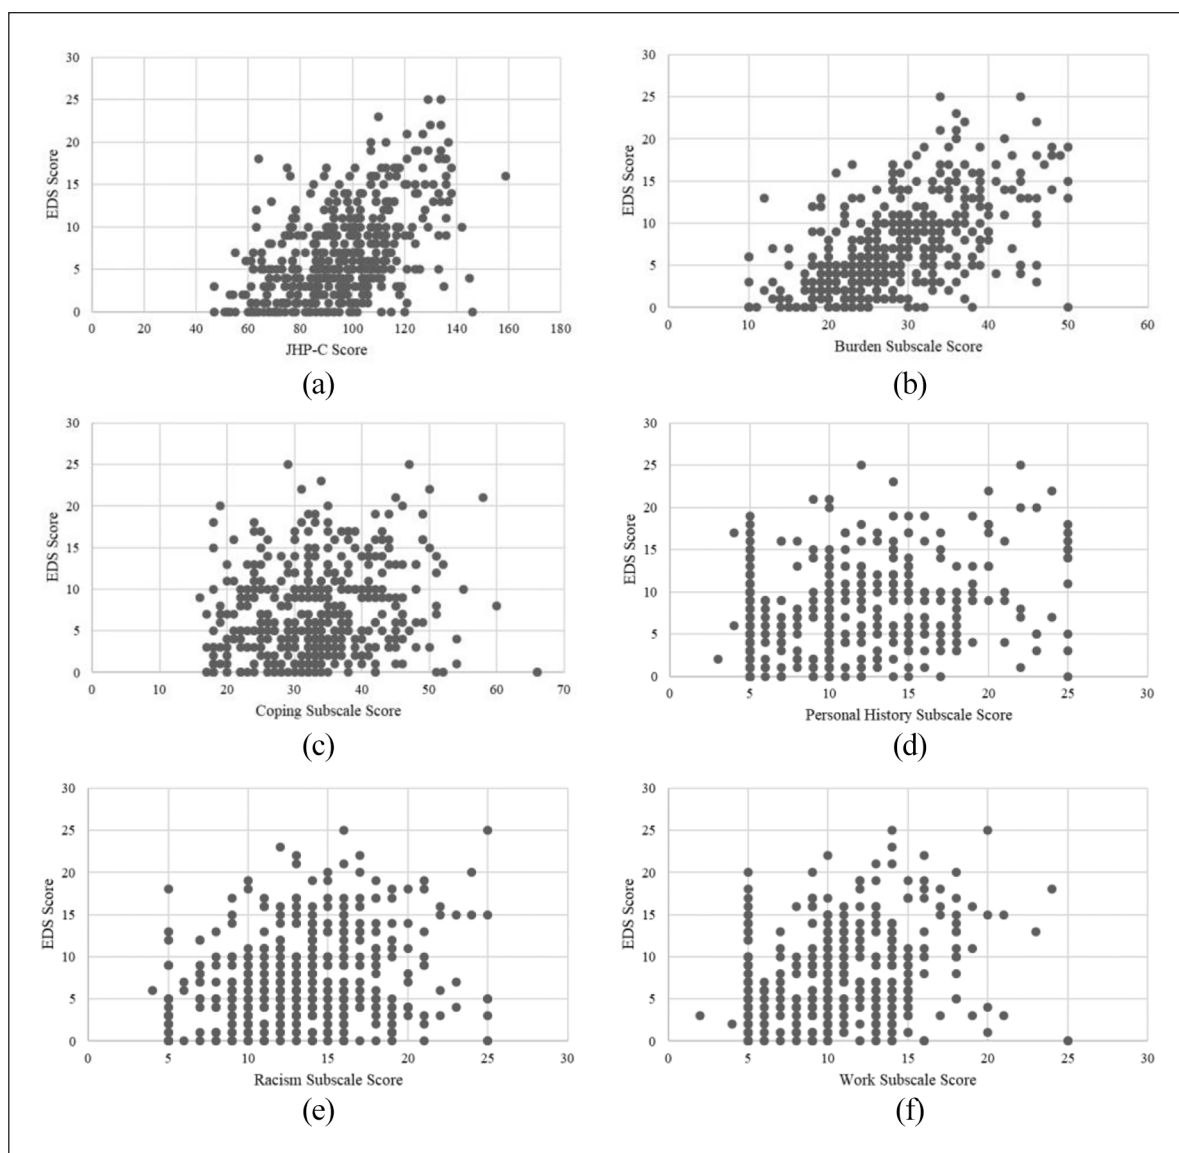 30
25
20
15
10
5
0
EDS Score
0 20 40 60 80 100 120 140 160 180
JHP-C Score
(a)
30
25
20
15
10
5
0
EDS Score
0 10 20 30 40 50 60
Burden Subscale Score
(b)
30
25
20
15
10
5
0
EDS Score
0 10 20 30 40 50 60 70
Coping Subscale Score
(c)
30
25
20
15
10
5
0
EDS Score
0 5 10 15 20 25 30
Personal History Subscale Score
(d)
30
25
20
15
10
5
0
EDS Score
0 5 10 15 20 25 30
Racism Subscale Score
(e)
30
25
20
15
10
5
0
EDS Score
0 5 10 15 20 25 30
Work Subscale Score
(f)